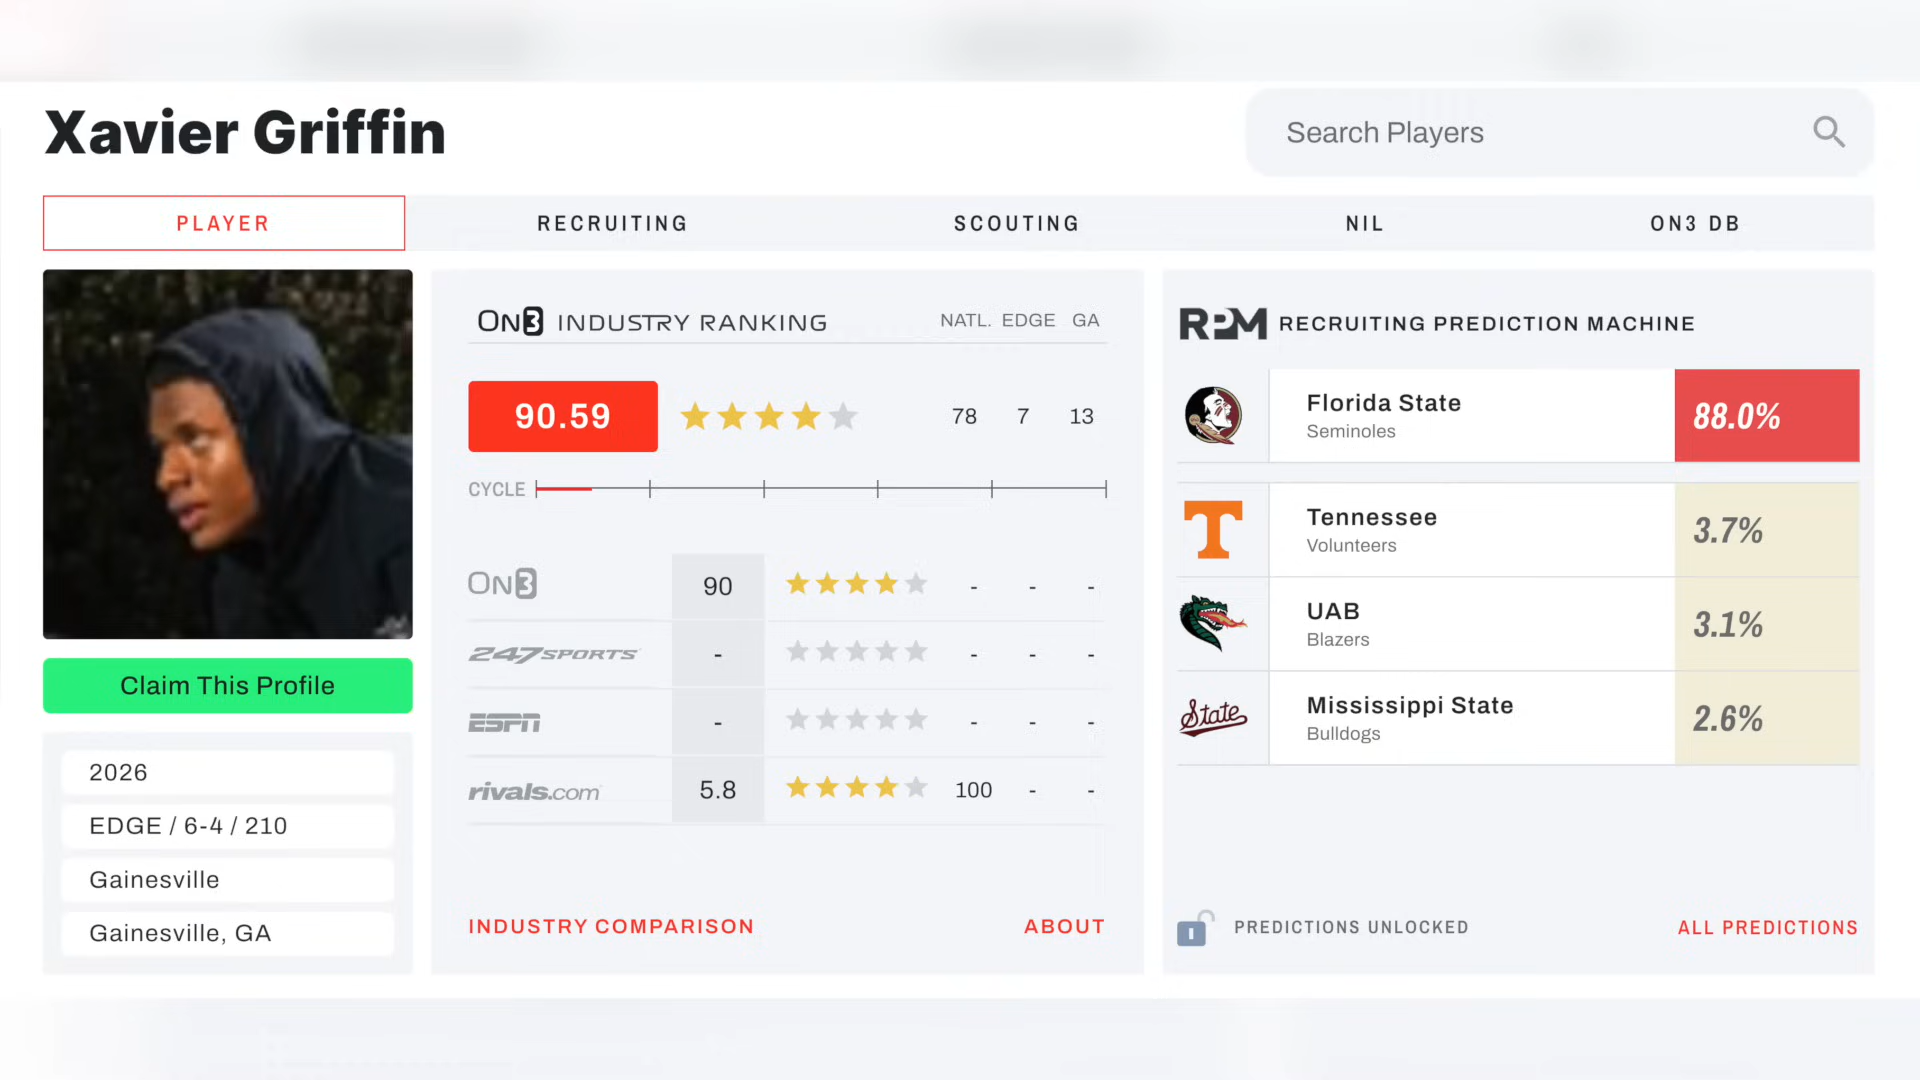 Xavier Griffin
Search Players
PLAYER
RECRUITING
SCOUTING
NIL
ON3 DB
ON3 INDUSTRY RANKING NATL. EDGE GA
90.59 78 7 13
CYCLE
ON3 90 - - -
247SPORTS - - - -
ESPN - - - -
rivals.com 5.8 100 - -
INDUSTRY COMPARISON
ABOUT
Claim This Profile
2026
EDGE / 6-4 / 210
Gainesville
Gainesville, GA
RPM RECRUITING PREDICTION MACHINE
Florida State
Seminoles
88.0%
T
Tennessee
Volunteers
3.7%
UAB
Blazers
3.1%
State
Mississippi State
Bulldogs
2.6%
PREDICTIONS UNLOCKED
ALL PREDICTIONS